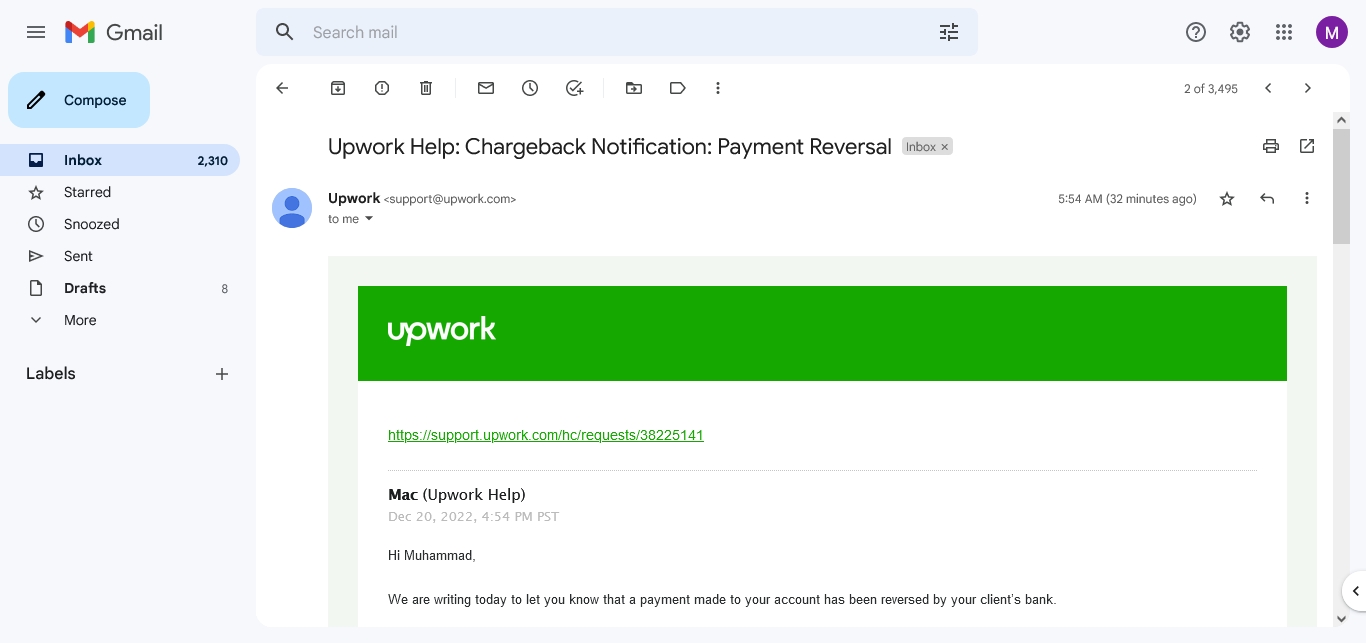 Gmail
Search mail
M
Compose
2 of 3,495
Upwork Help: Chargeback Notification: Payment Reversal Inbox ×
Inbox 2,310
Starred
Snoozed
Sent
Drafts 8
More
Labels
Upwork <support@upwork.com>
5:54 AM (32 minutes ago)
to me
upwork
https://support.upwork.com/hc/requests/38225141
Mac (Upwork Help)
Dec 20, 2022, 4:54 PM PST
Hi Muhammad,
We are writing today to let you know that a payment made to your account has been reversed by your client's bank.